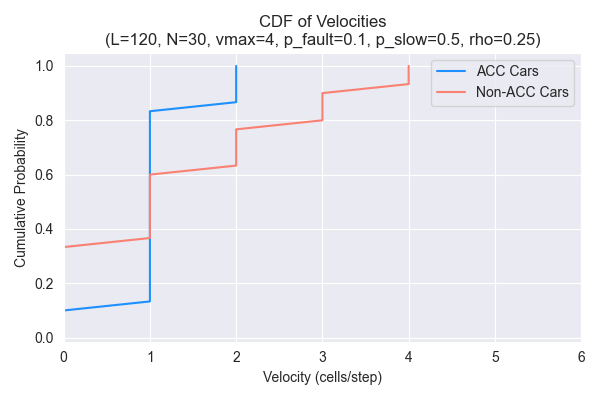 CDF of Velocities
(L=120, N=30, vmax=4, p_fault=0.1, p_slow=0.5, rho=0.25)
ACC Cars
Non-ACC Cars
Cumulative Probability
1.0
0.8
0.6
0.4
0.2
0.0
0 1 2 3 4 5 6
Velocity (cells/step)